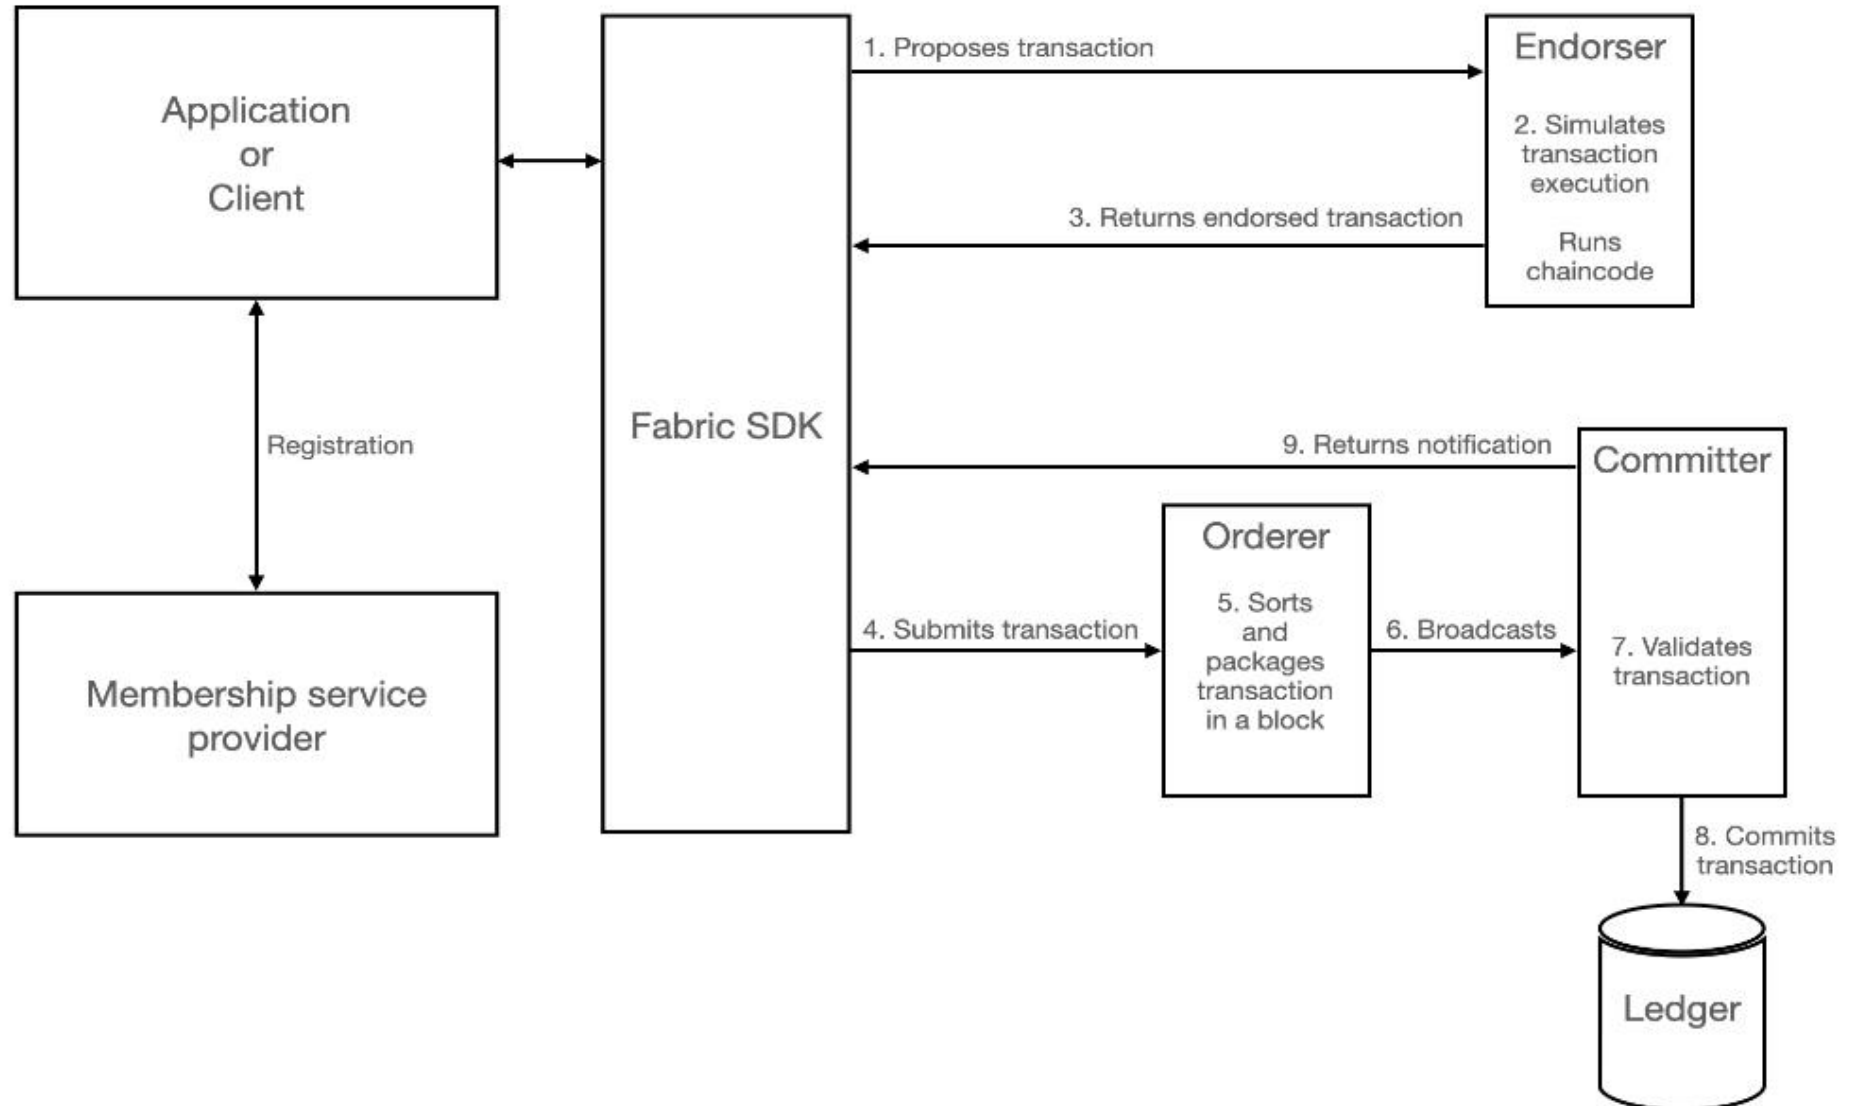 Application
or
Client
Registration
Membership service
provider
Fabric SDK
1. Proposes transaction
Endorser
2. Simulates
transaction
execution
Runs
chaincode
3. Returns endorsed transaction
9. Returns notification
Committer
4. Submits transaction
Orderer
5. Sorts
and
packages
transaction
in a block
6. Broadcasts
7. Validates
transaction
8. Commits
transaction
Ledger